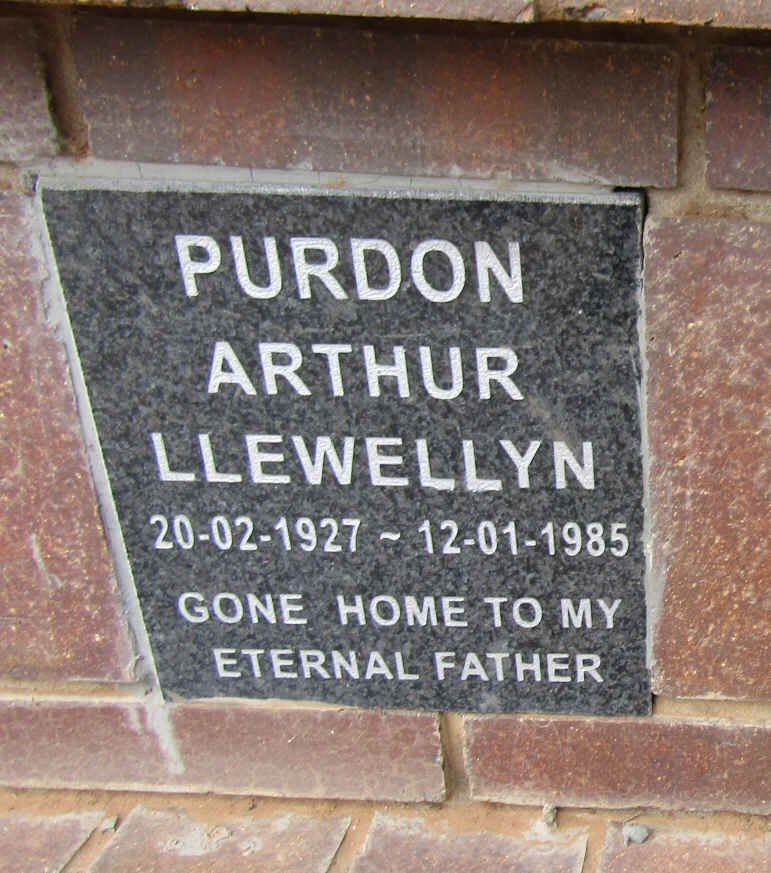 PURDON
ARTHUR
LLEWELLYN
20-02-1927 ~ 12-01-1985
GONE HOME TO MY
ETERNAL FATHER